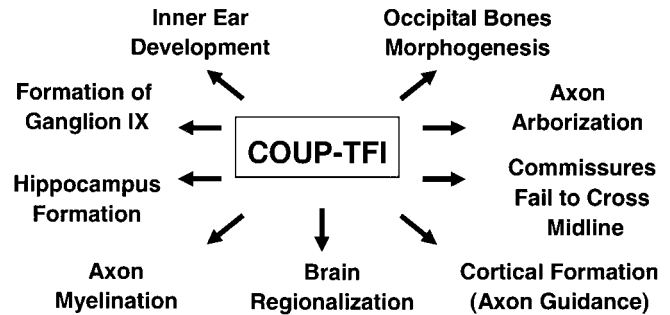 Inner Ear
Development
Occipital Bones
Morphogenesis
Formation of
Ganglion IX
Axon
Arborization
COUP-TFI
Hippocampus
Formation
Commissures
Fail to Cross
Midline
Axon
Myelination
Brain
Regionalization
Cortical Formation
(Axon Guidance)